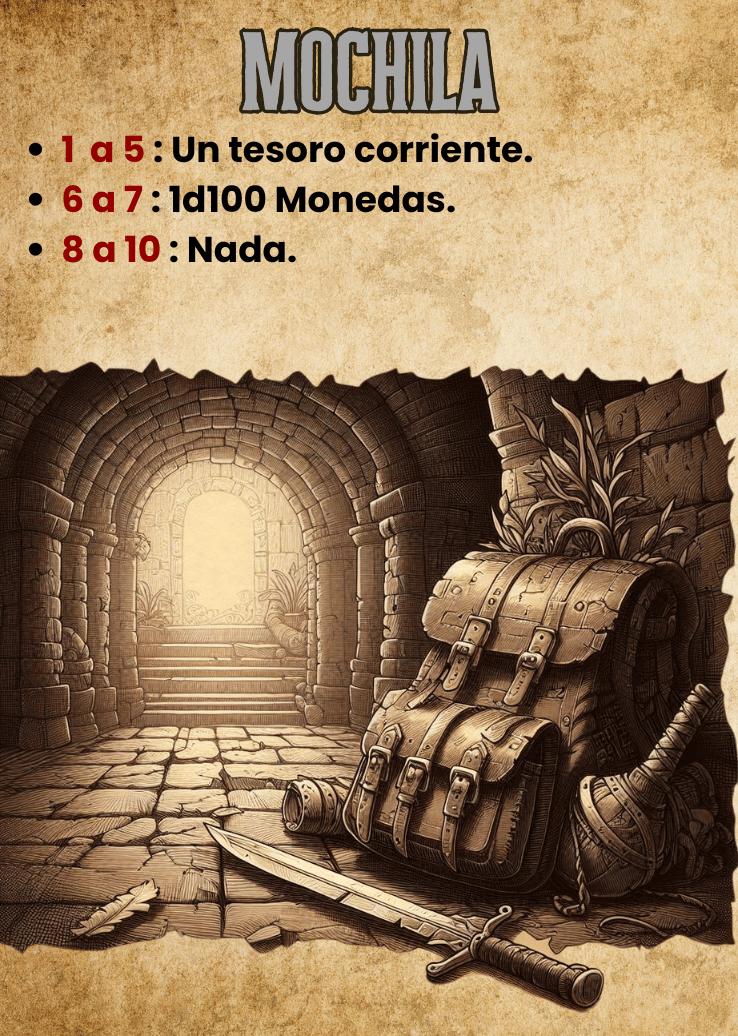 MOCHILA
• 1 a 5 : Un tesoro corriente.
• 6 a 7 : 1d100 Monedas.
• 8 a 10 : Nada.